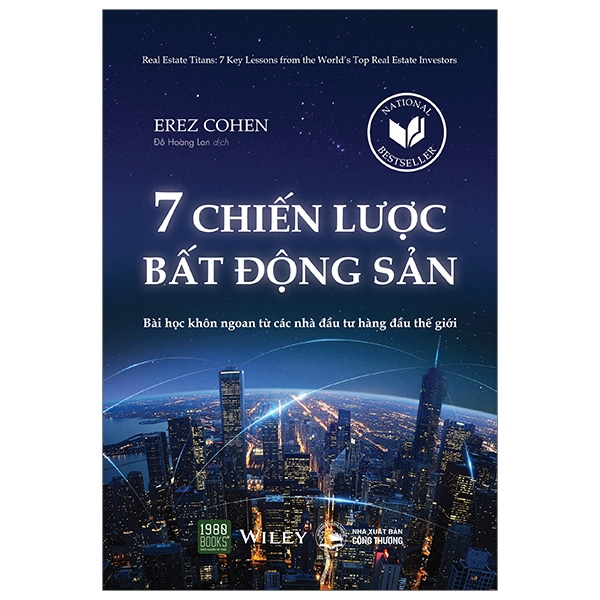 Real Estate Titans: 7 Key Lessons from the World's Top Real Estate Investors
EREZ COHEN
Đỗ Hoàng Lan dịch
NATIONAL
BESTSELLER
7 CHIẾN LƯỢC
BẤT ĐỘNG SẢN
Bài học khôn ngoan từ các nhà đầu tư hàng đầu thế giới
1980
BOOKS
WILEY
NHÀ XUẤT BẢN
CÔNG THƯƠNG